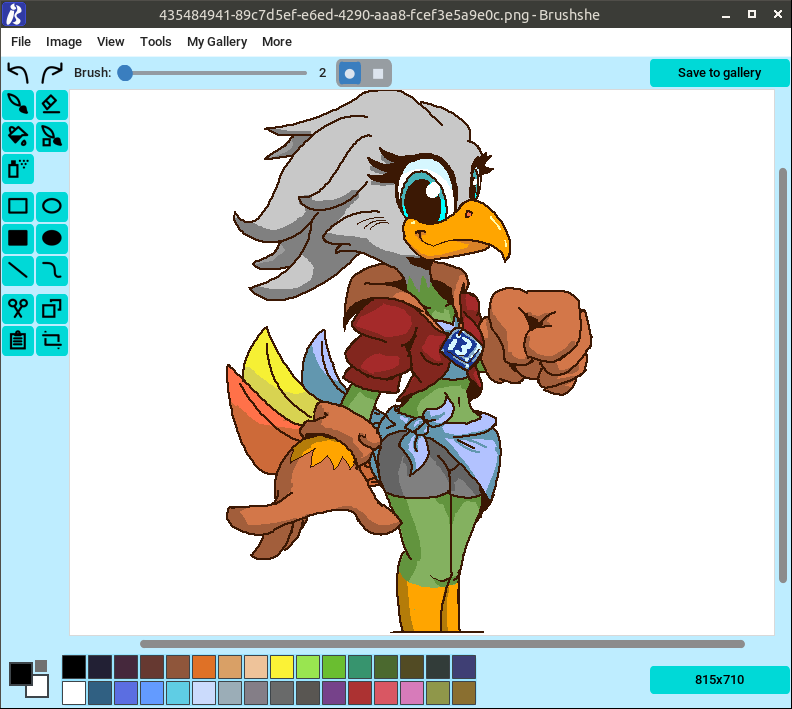 435484941-89c7d5ef-e6ed-4290-aaa8-fcef3e5a9e0c.png - Brushshe
File Image View Tools My Gallery More
Brush: 2 Save to gallery
13
815x710